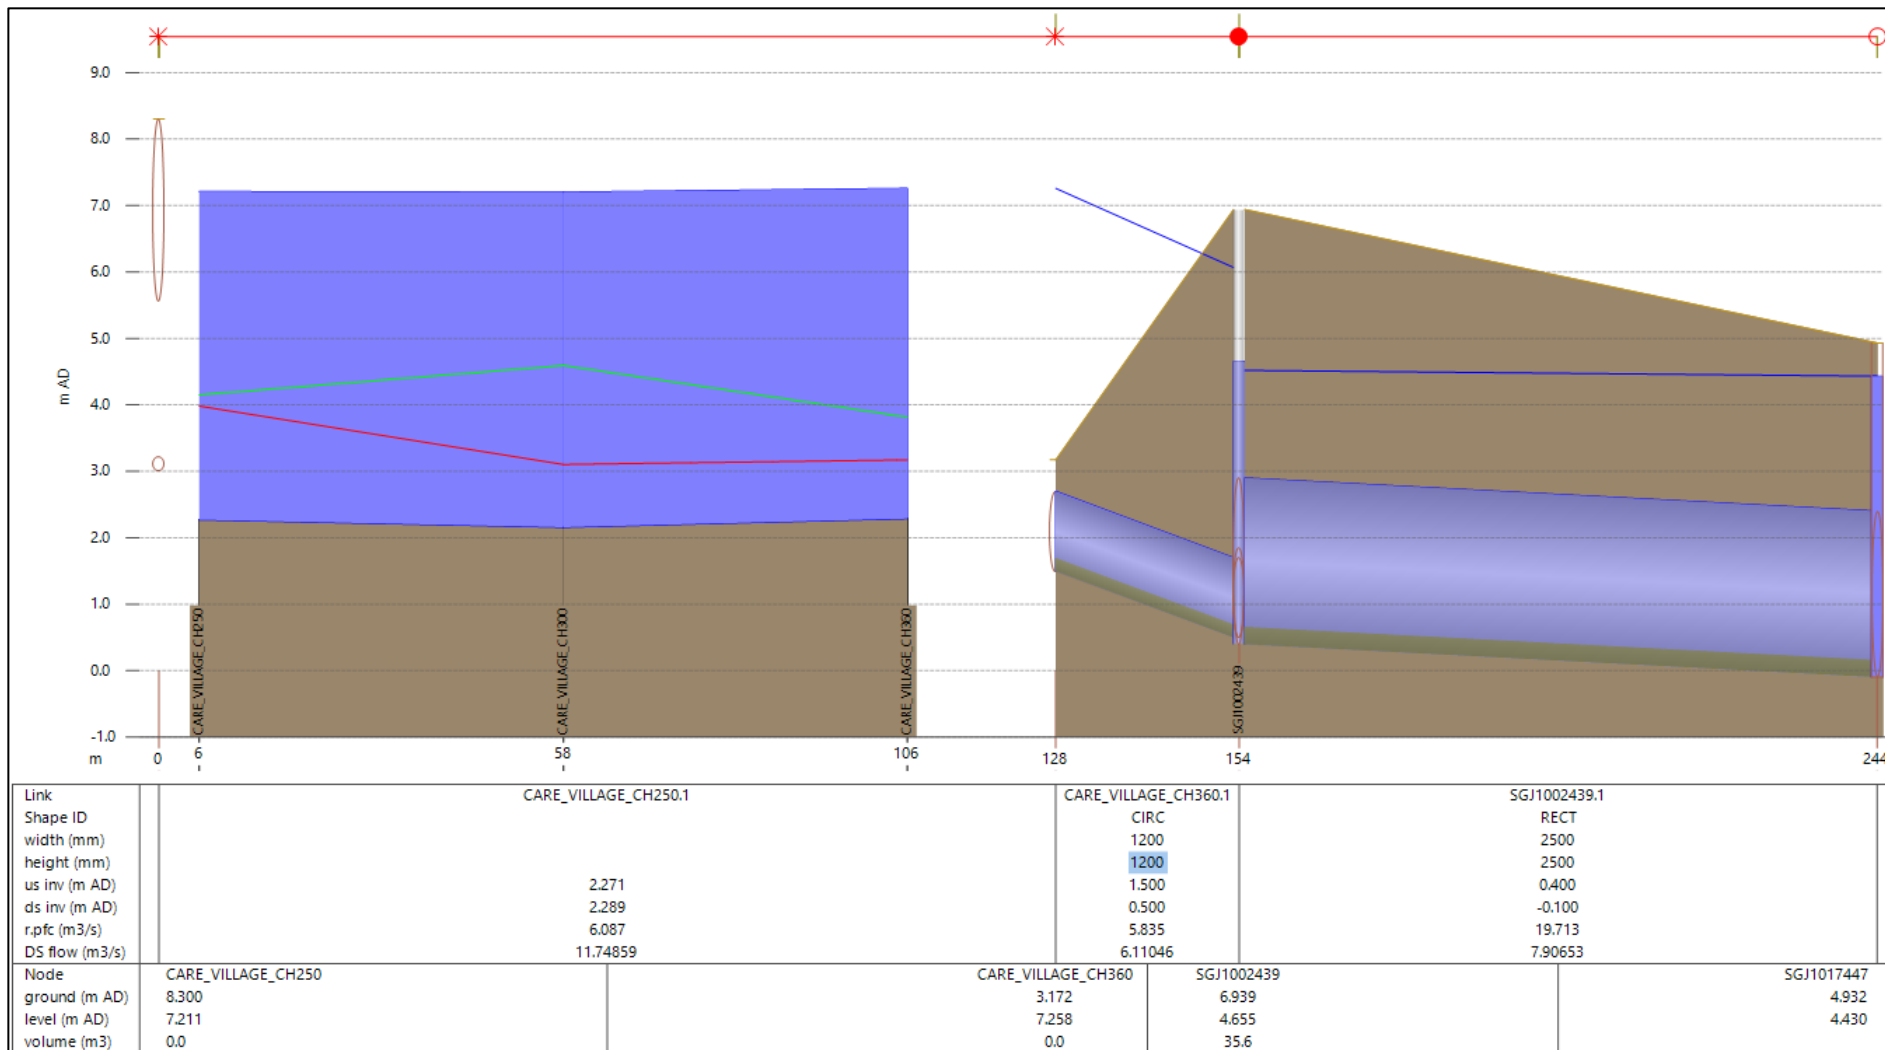 9.0
8.0
7.0
6.0
5.0
4.0
3.0
2.0
1.0
0.0
-1.0
m AD
CARE_VILLAGE_CH250
CARE_VILLAGE_CH300
CARE_VILLAGE_CH360
SGJ1002439
m 0 6 58 106 128 154 244
Link CARE_VILLAGE_CH250.1 CARE_VILLAGE_CH360.1 SGJ1002439.1
Shape ID CIRC RECT
width (mm) 1200 2500
height (mm) 1200 2500
us inv (m AD) 2.271 1.500 0.400
ds inv (m AD) 2.289 0.500 -0.100
r.pfc (m3/s) 6.087 5.835 19.713
DS flow (m3/s) 11.74859 6.11046 7.90653
Node CARE_VILLAGE_CH250 CARE_VILLAGE_CH360 SGJ1002439 SGJ1017447
ground (m AD) 8.300 3.172 6.939 4.932
level (m AD) 7.211 7.258 4.655 4.430
volume (m3) 0.0 0.0 35.6